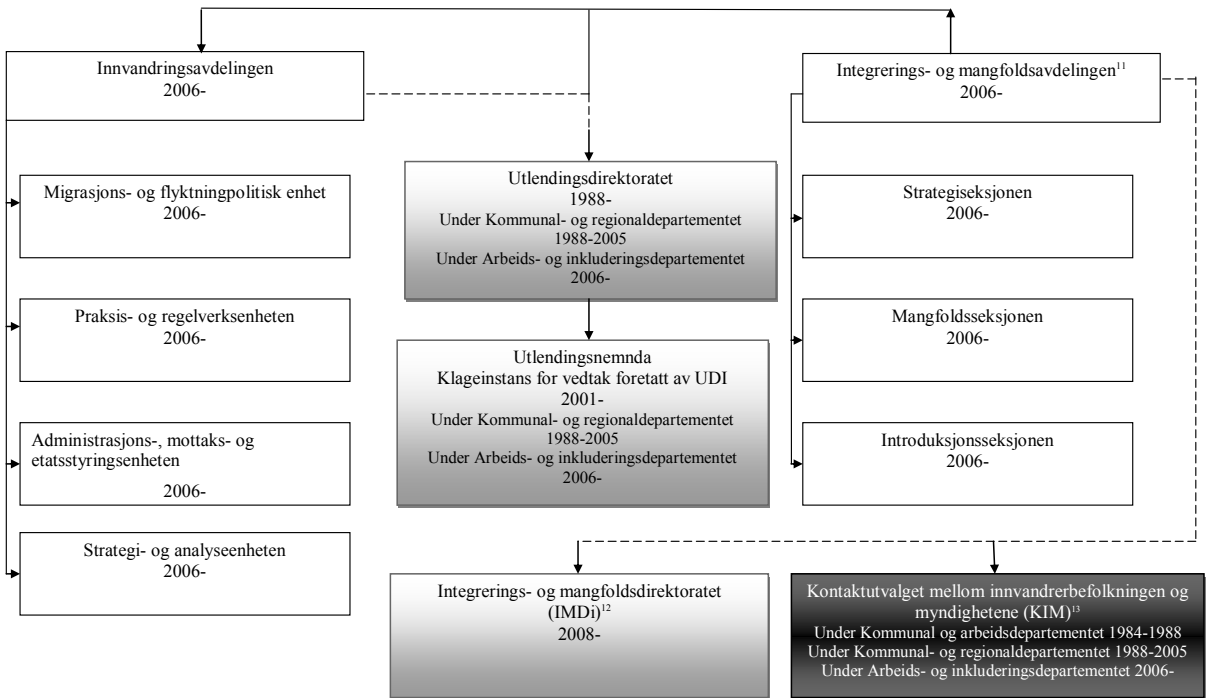 Innvandringsavdelingen
2006-
Integrerings- og mangfoldsavdelingen¹¹
2006-
Migrasjons- og flyktningpolitisk enhet
2006-
Utlendingsdirektoratet
1988-
Under Kommunal- og regionaldepartementet
1988-2005
Under Arbeids- og inkluderingsdepartementet
2006-
Strategiseksjonen
2006-
Praksis- og regelverksenheten
2006-
Utlendingsnemnda
Klageinstans for vedtak foretatt av UDI
2001-
Under Kommunal- og regionaldepartementet
1988-2005
Under Arbeids- og inkluderingsdepartementet
2006-
Mangfoldsseksjonen
2006-
Administrasjons-, mottaks- og
etatsstyringsenheten
2006-
Introduksjonsseksjonen
2006-
Strategi- og analyseenheten
2006-
Integrerings- og mangfoldsdirektoratet
(IMDi)¹²
2008-
Kontaktutvalget mellom innvandrerbefolkningen og
myndighetene (KIM)¹³
Under Kommunal og arbeidsdepartementet 1984-1988
Under Kommunal- og regionaldepartementet 1988-2005
Under Arbeids- og inkluderingsdepartementet 2006-